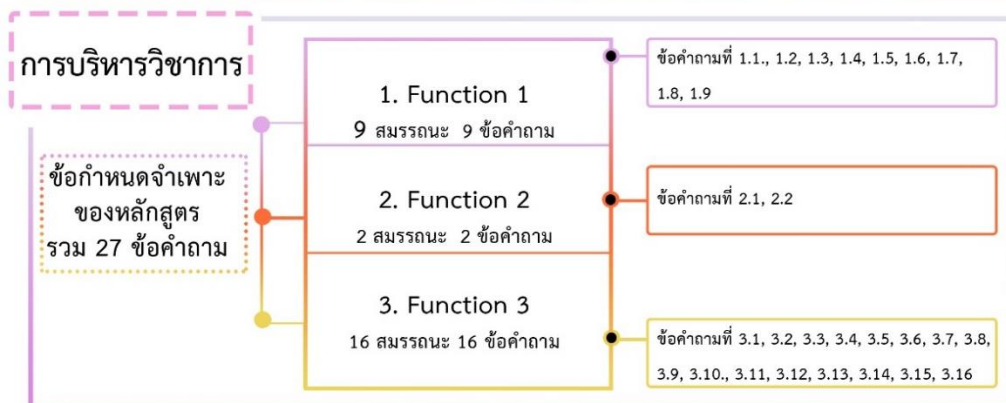 การบริหารวิชาการ
ข้อกำหนดจำเพาะ
ของหลักสูตร
รวม 27 ข้อคำถาม
1. Function 1
9 สมรรถนะ 9 ข้อคำถาม
2. Function 2
2 สมรรถนะ 2 ข้อคำถาม
3. Function 3
16 สมรรถนะ 16 ข้อคำถาม
ข้อคำถามที่ 1.1., 1.2, 1.3, 1.4, 1.5, 1.6, 1.7,
1.8, 1.9
ข้อคำถามที่ 2.1, 2.2
ข้อคำถามที่ 3.1, 3.2, 3.3, 3.4, 3.5, 3.6, 3.7, 3.8,
3.9, 3.10., 3.11, 3.12, 3.13, 3.14, 3.15, 3.16